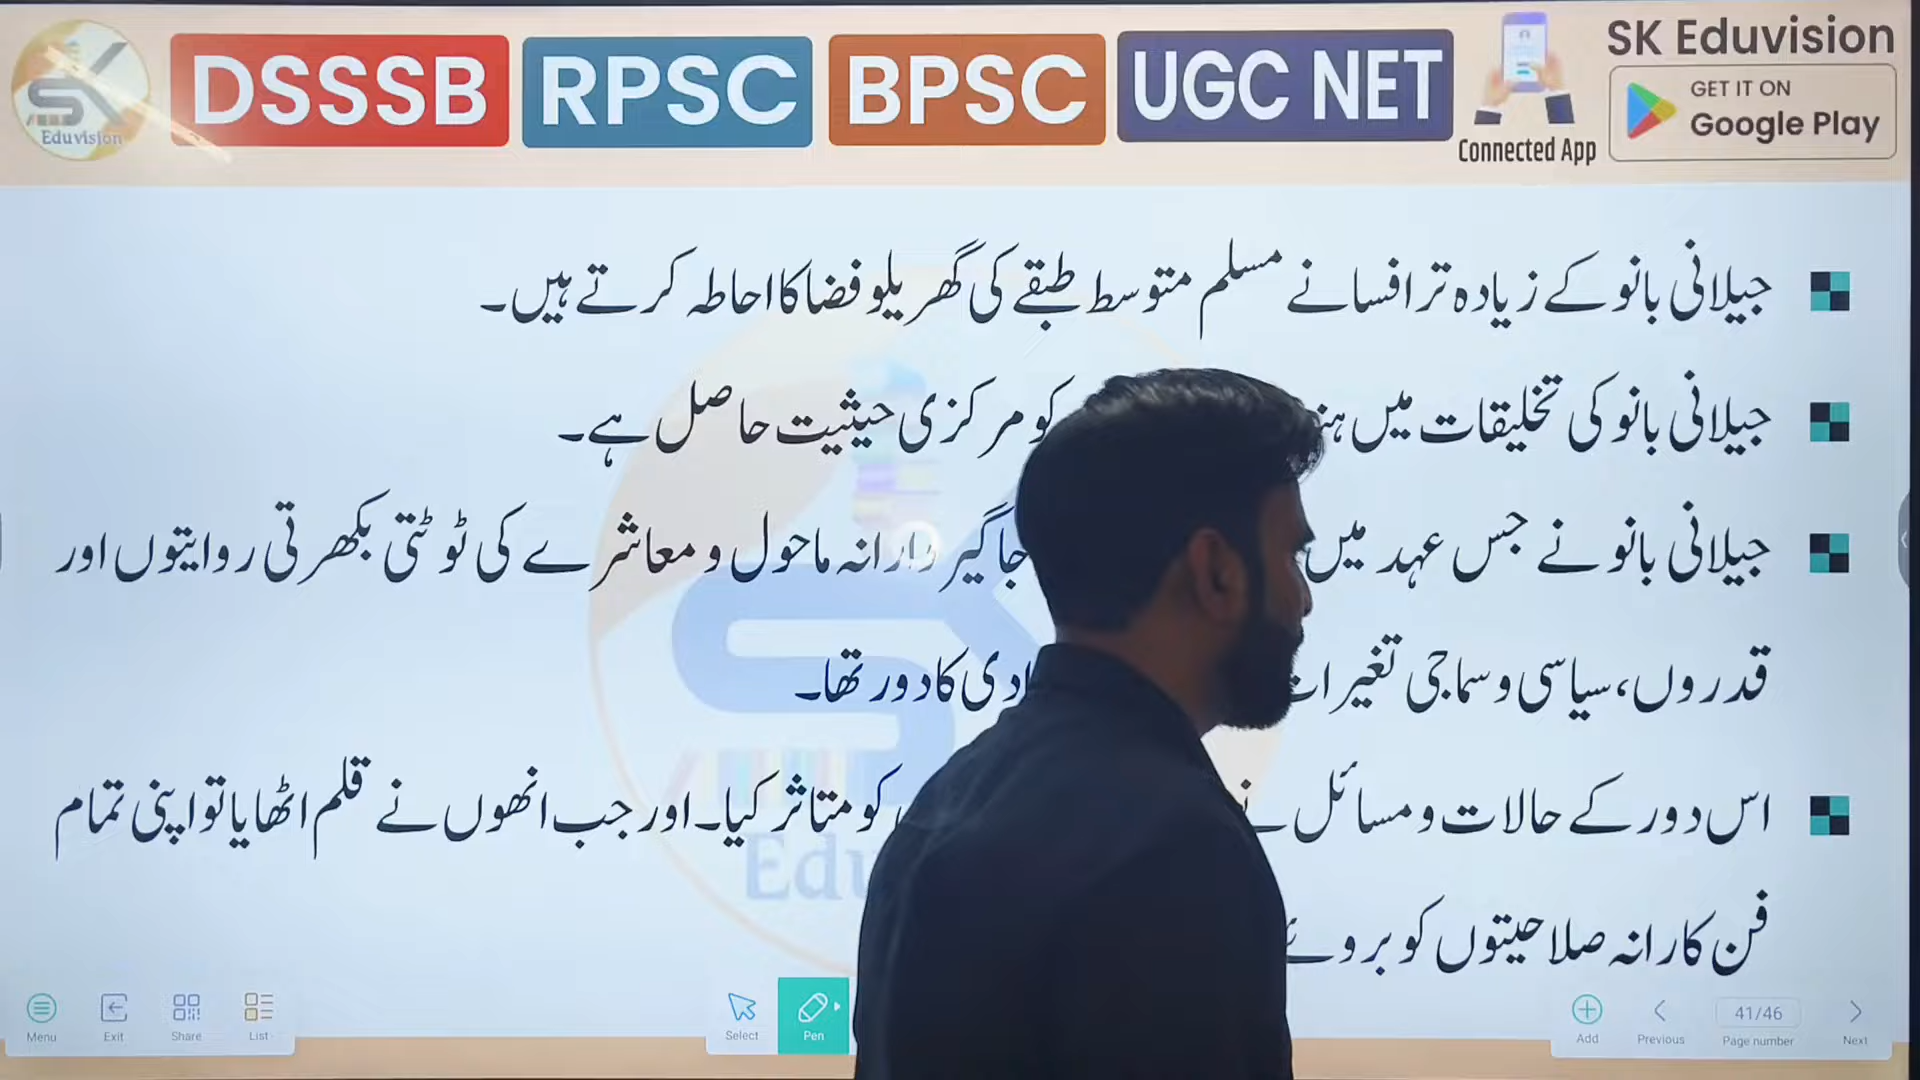 SK Eduvision
DSSSB
RPSC
BPSC
UGC NET
Connected App
SK Eduvision
GET IT ON
Google Play
جیلانی بانو کے زیادہ تر افسانے مسلم متوسط طبقے کی گھریلو فضا کا احاطہ کرتے ہیں۔
جیلانی بانو کی تخلیقات میں کو مرکزی حیثیت حاصل ہے۔
جیلانی بانو نے جس عہد میں جاگیردارانہ ماحول و معاشرے کی ٹوٹتی بکھرتی روایتوں اور
قدروں، سیاسی و سماجی کا دور تھا۔
اس دور کے حالات و مسائل کو متاثر کیا۔ اور جب انھوں نے قلم اٹھایا تو اپنی تمام
فن کارانہ صلاحیتوں کو
Menu
Exit
Share
List
Select
Pen
Add
Previous
41/46
Page number
Next